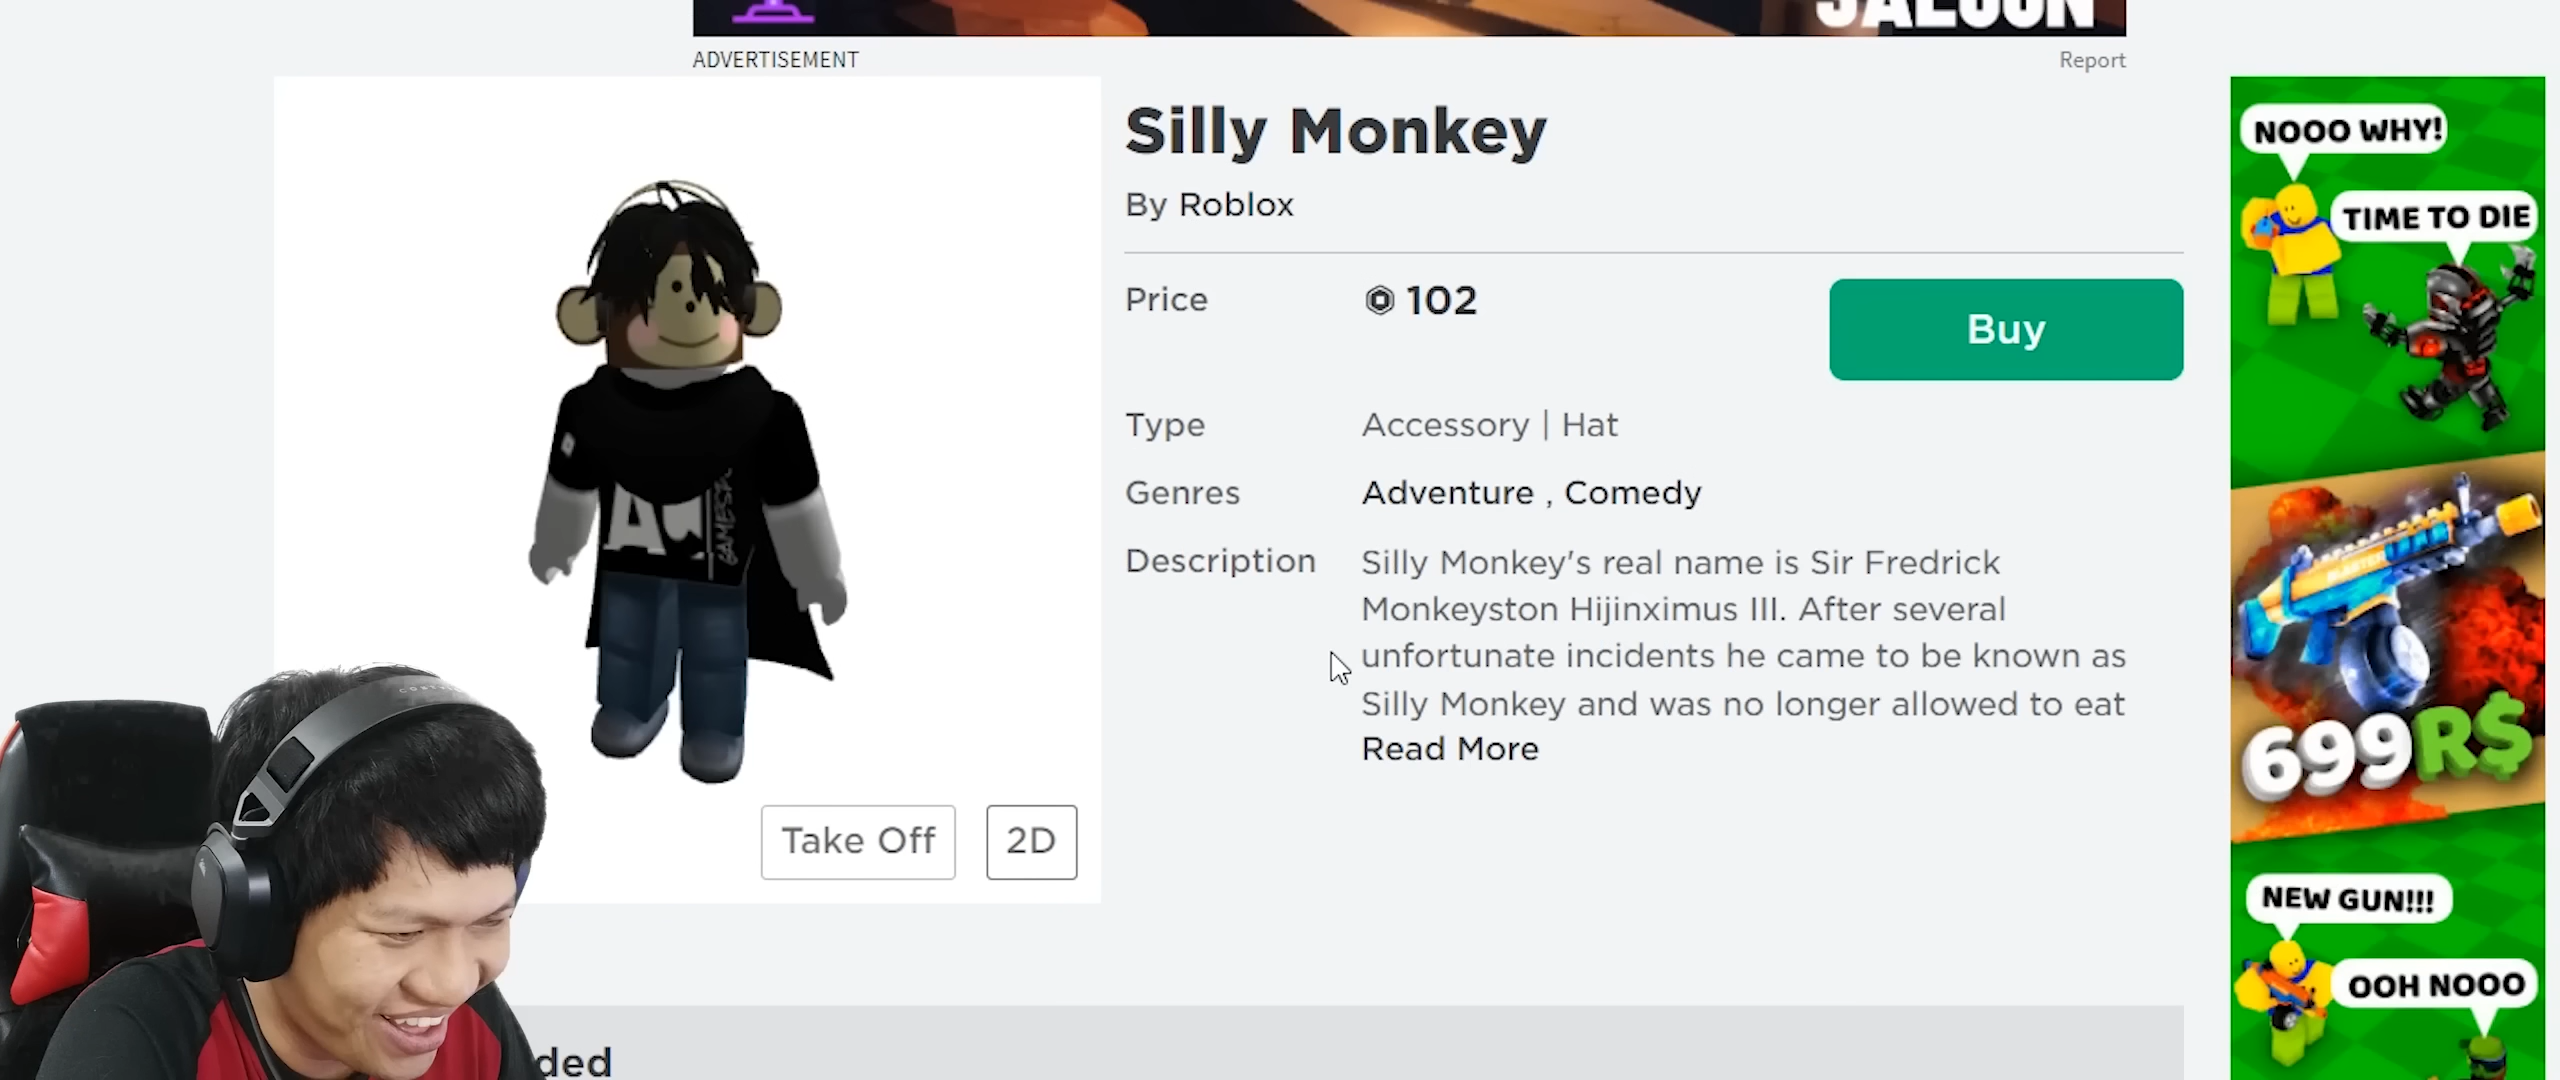 SALOON
ADVERTISEMENT
Report
Silly Monkey
By Roblox
Price
102
Buy
Type
Accessory | Hat
Genres
Adventure , Comedy
Description
Silly Monkey's real name is Sir Fredrick
Monkeyston Hijinximus III. After several
unfortunate incidents he came to be known as
Silly Monkey and was no longer allowed to eat
Read More
Take Off
2D
ded
NOOO WHY!
TIME TO DIE
699R$
NEW GUN!!!
OOH NOOO